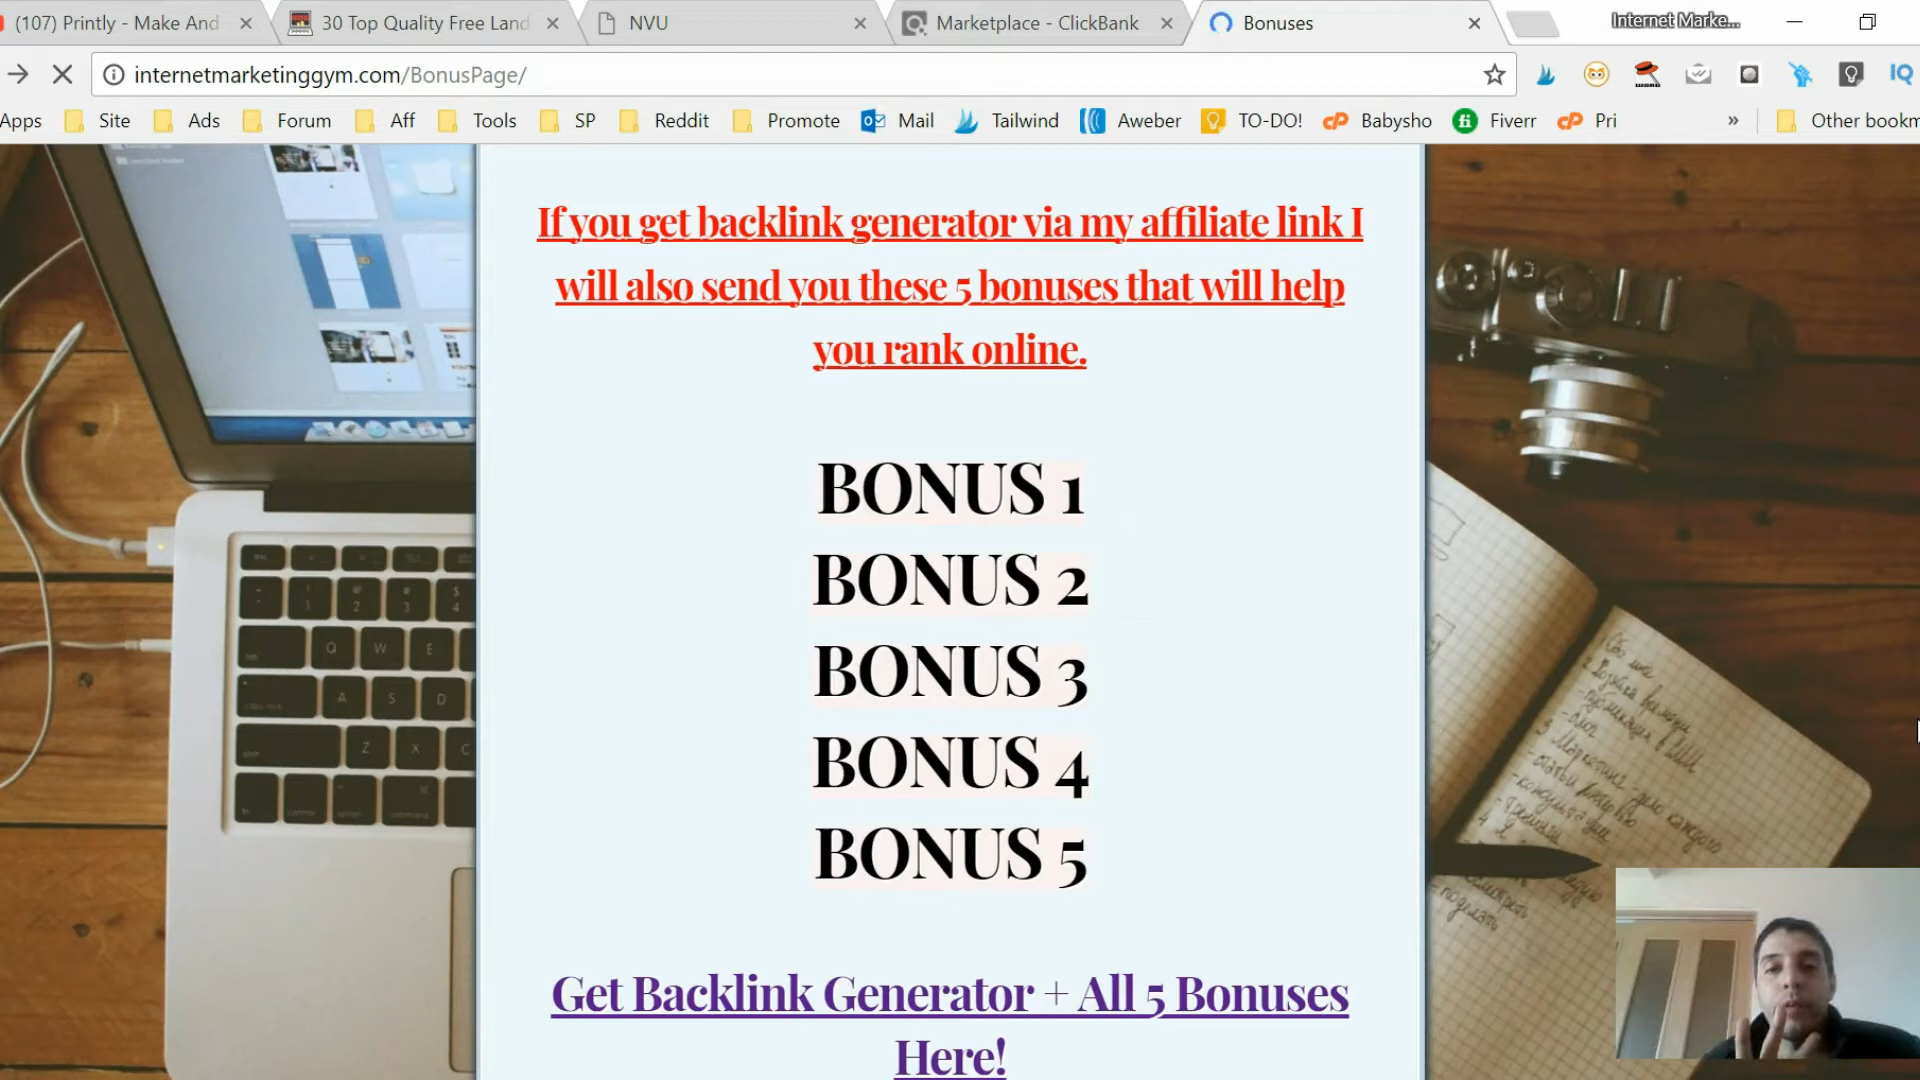 (107) Printly - Make And
30 Top Quality Free Land
NVU
Marketplace - ClickBank
Bonuses
Internet Marke...
internetmarketinggym.com/BonusPage/
Apps Site Ads Forum Aff Tools SP Reddit Promote Mail Tailwind Aweber TO-DO! Babysho Fiverr Pri » Other bookm
If you get backlink generator via my affiliate link I
will also send you these 5 bonuses that will help
you rank online.
BONUS 1
BONUS 2
BONUS 3
BONUS 4
BONUS 5
Get Backlink Generator + All 5 Bonuses
Here!